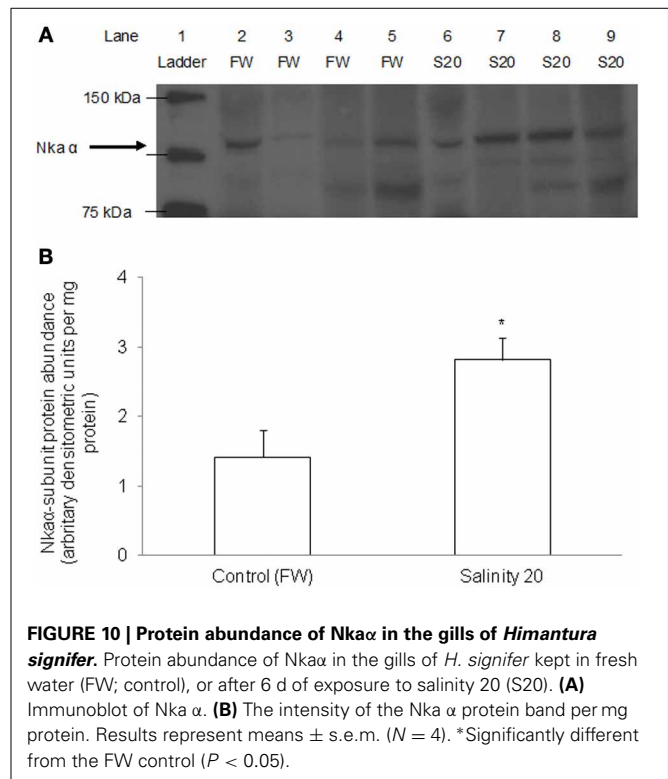 A Lane 1 2 3 4 5 6 7 8 9
Ladder FW FW FW FW S20 S20 S20 S20
150 kDa
Nka α
75 kDa
B
Nkaα-subunit protein abundance
(arbritary densitometric units per mg
protein)
4
3
2
1
0
*
Control (FW) Salinity 20
FIGURE 10 | Protein abundance of Nkaα in the gills of Himantura
signifer. Protein abundance of Nkaα in the gills of H. signifer kept in fresh
water (FW; control), or after 6 d of exposure to salinity 20 (S20). (A)
Immunoblot of Nka α. (B) The intensity of the Nka α protein band per mg
protein. Results represent means ± s.e.m. (N = 4). *Significantly different
from the FW control (P < 0.05).